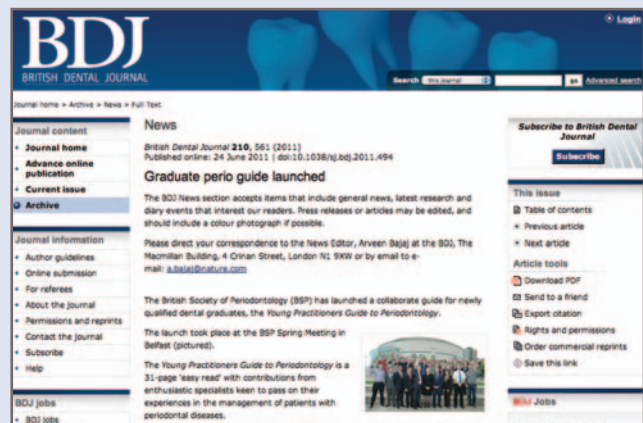 Login
BDJ
BRITISH DENTAL JOURNAL
Search this journal go Advanced search
Journal home > Archive > News > Full Text
Journal content
Journal home
Advance online
publication
Current issue
Archive
Journal information
Author guidelines
Online submission
For referees
About the journal
Permissions and reprints
Contact the journal
Subscribe
Help
BDJ jobs
BDJ jobs
News
British Dental Journal 210, 561 (2011)
Published online: 24 June 2011 | doi:10.1038/sj.bdj.2011.494
Graduate perio guide launched
The BDJ News section accepts items that include general news, latest research and
diary events that interest our readers. Press releases or articles may be edited, and
should include a colour photograph if possible.
Please direct your correspondence to the News Editor, Arveen Bajaj at the BDJ, The
Macmillan Building, 4 Crinan Street, London N1 9XW or by email to e-
mail: a.bajaj@nature.com
The British Society of Periodontology (BSP) has launched a collaborate guide for newly
qualified dental graduates, the Young Practitioners Guide to Periodontology.
The launch took place at the BSP Spring Meeting in
Belfast (pictured).
The Young Practitioners Guide to Periodontology is a
31-page 'easy read' with contributions from
enthusiastic specialists keen to pass on their
experiences in the management of patients with
periodontal diseases.
Subscribe to British Dental
Journal
Subscribe
This issue
Table of contents
Previous article
Next article
Article tools
Download PDF
Send to a friend
Export citation
Rights and permissions
Order commercial reprints
Save this link
BDJ Jobs